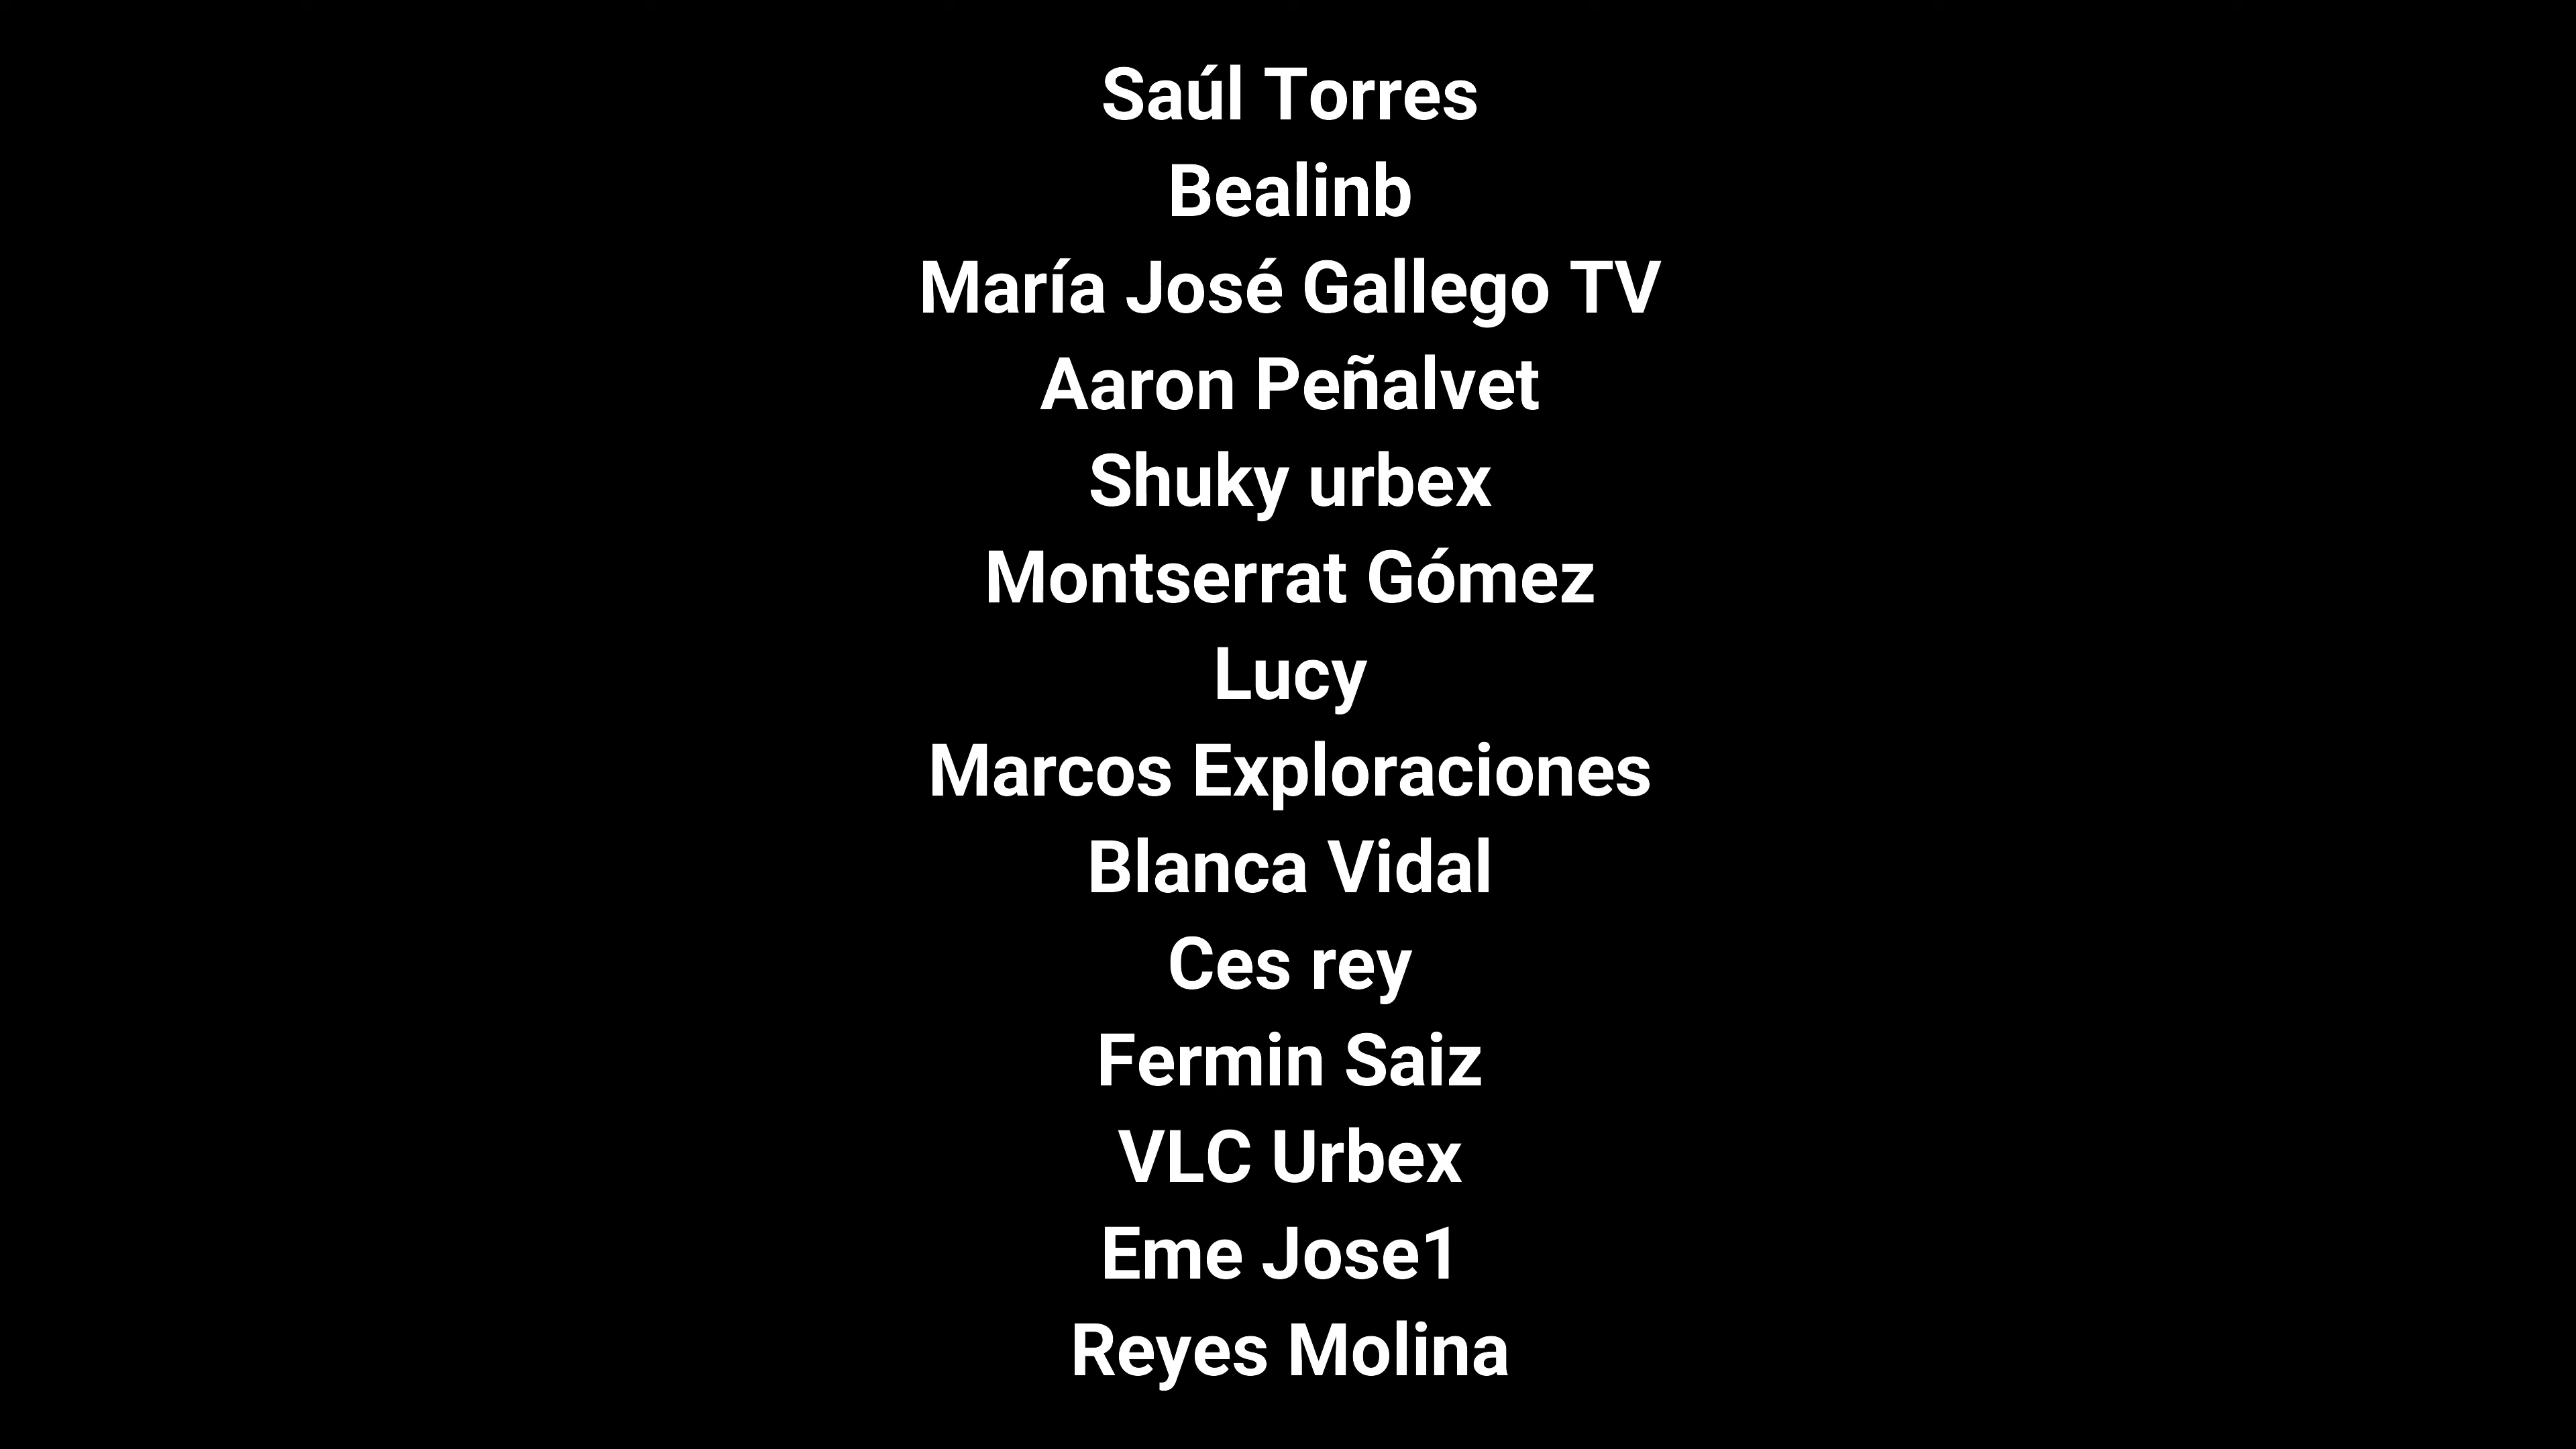 Saúl Torres
Bealinb
María José Gallego TV
Aaron Peñalvet
Shuky urbex
Montserrat Gómez
Lucy
Marcos Exploraciones
Blanca Vidal
Ces rey
Fermin Saiz
VLC Urbex
Eme Jose1
Reyes Molina